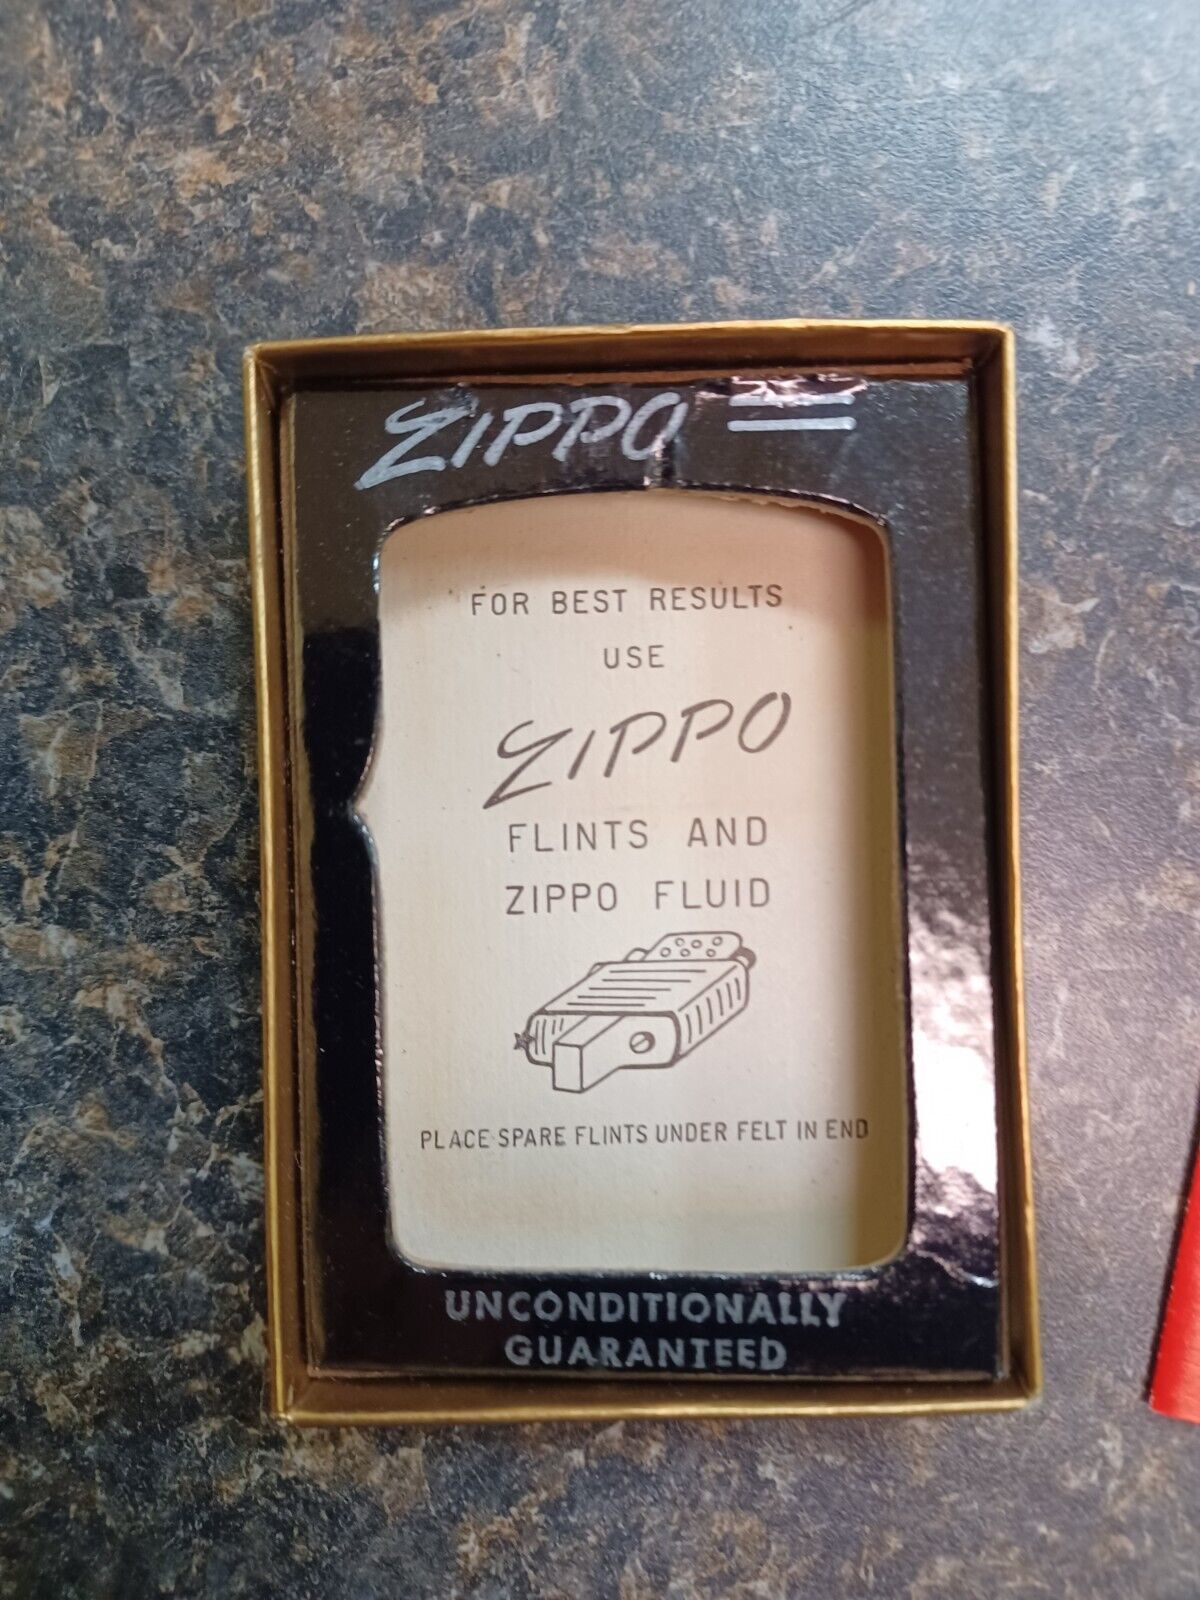 ZIPPO
FOR BEST RESULTS
USE
ZIPPO
FLINTS AND
ZIPPO FLUID
PLACE SPARE FLINTS UNDER FELT IN END
UNCONDITIONALLY
GUARANTEED